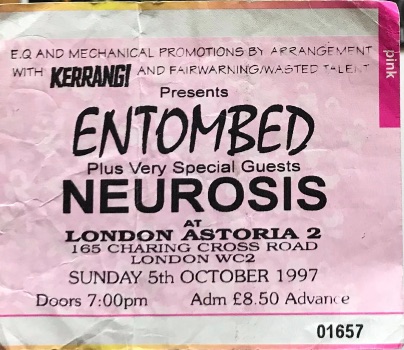 E.Q AND MECHANICAL PROMOTIONS BY ARRANGEMENT
WITH KERRANG! AND FAIRWARNING/WASTED TALENT
Presents
ENTOMBED
Plus Very Special Guests
NEUROSIS
AT
LONDON ASTORIA 2
165 CHARING CROSS ROAD
LONDON WC2
SUNDAY 5th OCTOBER 1997
Doors 7:00pm Adm £8.50 Advance
01657
pink